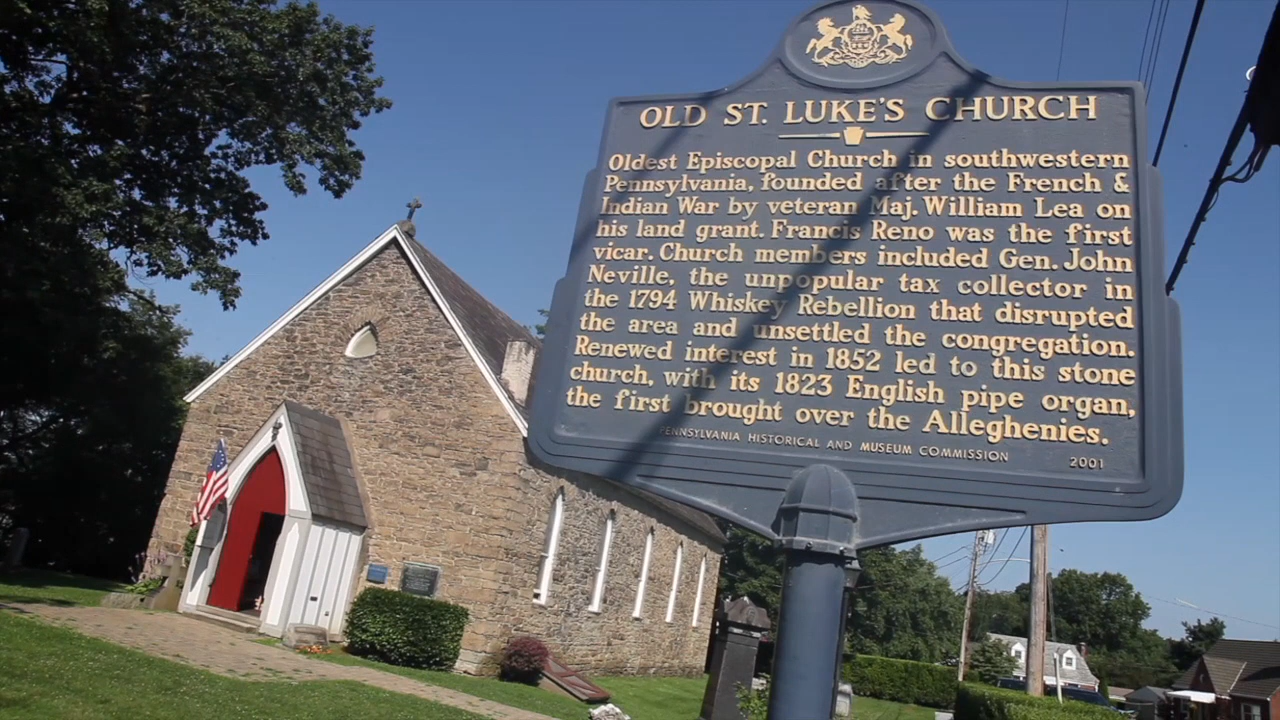 OLD ST. LUKE'S CHURCH
Oldest Episcopal Church in southwestern
Pennsylvania, founded after the French &
Indian War by veteran Maj. William Lea on
his land grant. Francis Reno was the first
vicar. Church members included Gen. John
Neville, the unpopular tax collector in
the 1794 Whiskey Rebellion that disrupted
the area and unsettled the congregation.
Renewed interest in 1852 led to this stone
church, with its 1823 English pipe organ,
the first brought over the Alleghenies.
PENNSYLVANIA HISTORICAL AND MUSEUM COMMISSION 2001